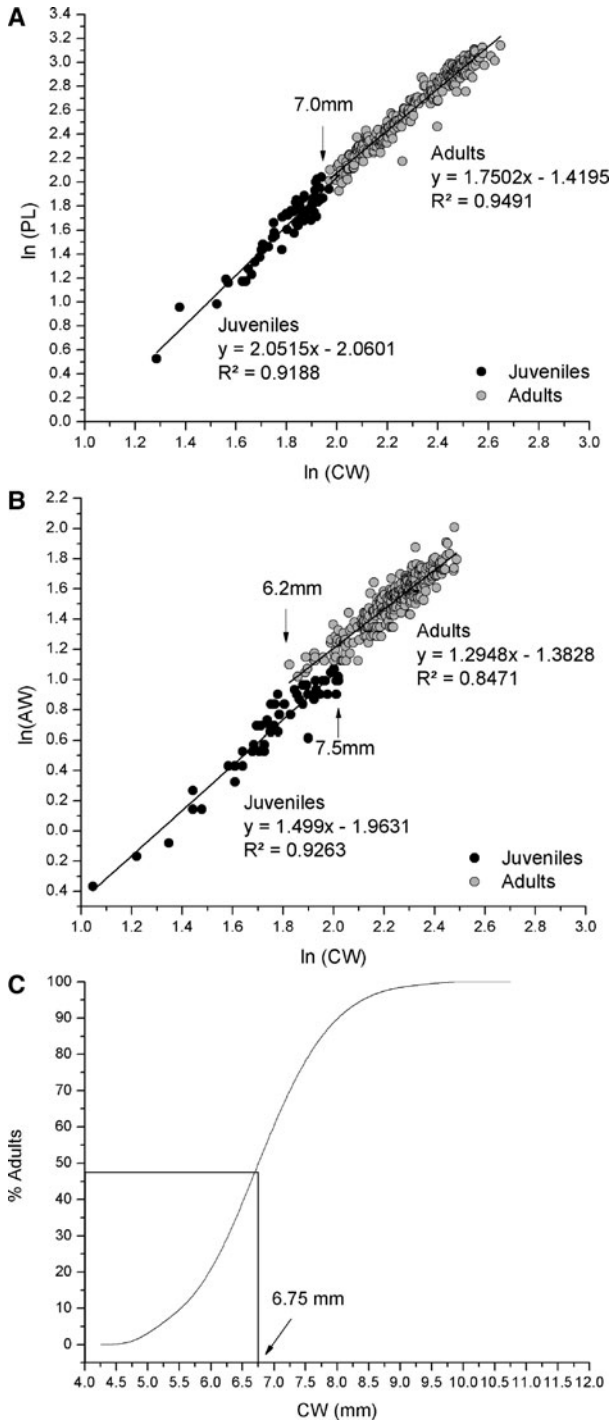 A
3.4
3.2
3.0
2.8
2.6
2.4
2.2
2.0
1.8
1.6
1.4
1.2
1.0
0.8
0.6
0.4
0.2
0.0
ln (PL)
7.0mm
Adults
y = 1.7502x - 1.4195
R² = 0.9491
Juveniles
y = 2.0515x - 2.0601
R² = 0.9188
Juveniles
Adults
1.0 1.2 1.4 1.6 1.8 2.0 2.2 2.4 2.6 2.8 3.0
ln (CW)
B
2.2
2.0
1.8
1.6
1.4
1.2
1.0
0.8
0.6
0.4
0.2
0.0
0.2
0.4
ln(AW)
6.2mm
Adults
y = 1.2948x - 1.3828
R² = 0.8471
7.5mm
Juveniles
y = 1.499x - 1.9631
R² = 0.9263
Juveniles
Adults
1.0 1.2 1.4 1.6 1.8 2.0 2.2 2.4 2.6 2.8 3.0
ln (CW)
C
100
90
80
70
60
50
40
30
20
10
0
% Adults
6.75 mm
4.0 4.5 5.0 5.5 6.0 6.5 7.0 7.5 8.0 8.5 9.0 9.5 10.0 10.5 11.0 11.5 12.0
CW (mm)